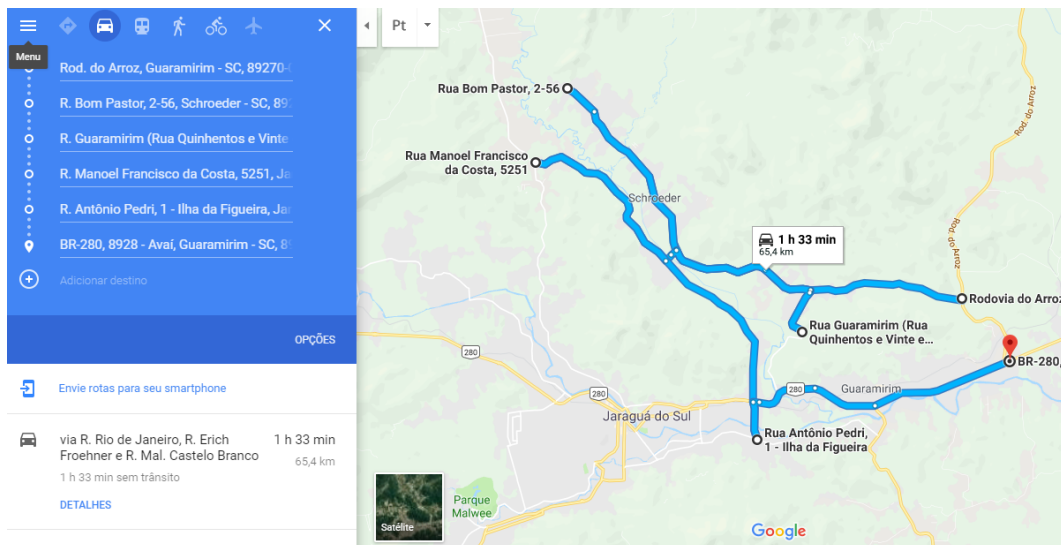 Menu
Rod. do Arroz, Guaramirim - SC, 89270-
R. Bom Pastor, 2-56, Schroeder - SC, 89
R. Guaramirim (Rua Quinhentos e Vinte
R. Manoel Francisco da Costa, 5251, Ja
R. Antônio Pedri, 1 - Ilha da Figueira, Jar
BR-280, 8928 - Avaí, Guaramirim - SC, 8
Adicionar destino
OPÇÕES
Envie rotas para seu smartphone
via R. Rio de Janeiro, R. Erich
Froehner e R. Mal. Castelo Branco
1 h 33 min
65,4 km
1 h 33 min sem trânsito
DETALHES
Pt
Rua Bom Pastor, 2-56
Rod. do Arroz
Rua Manoel Francisco
da Costa, 5251
Schroeder
1 h 33 min
65,4 km
Rod. do Arroz
Rodovia do Arroz
Rua Guaramirim (Rua
Quinhentos e Vinte e...
280
BR-280,
280
280
Guaramirim
Jaraguá do Sul
Rua Antônio Pedri,
1 - Ilha da Figueira
Parque
Malwee
Satélite
Google